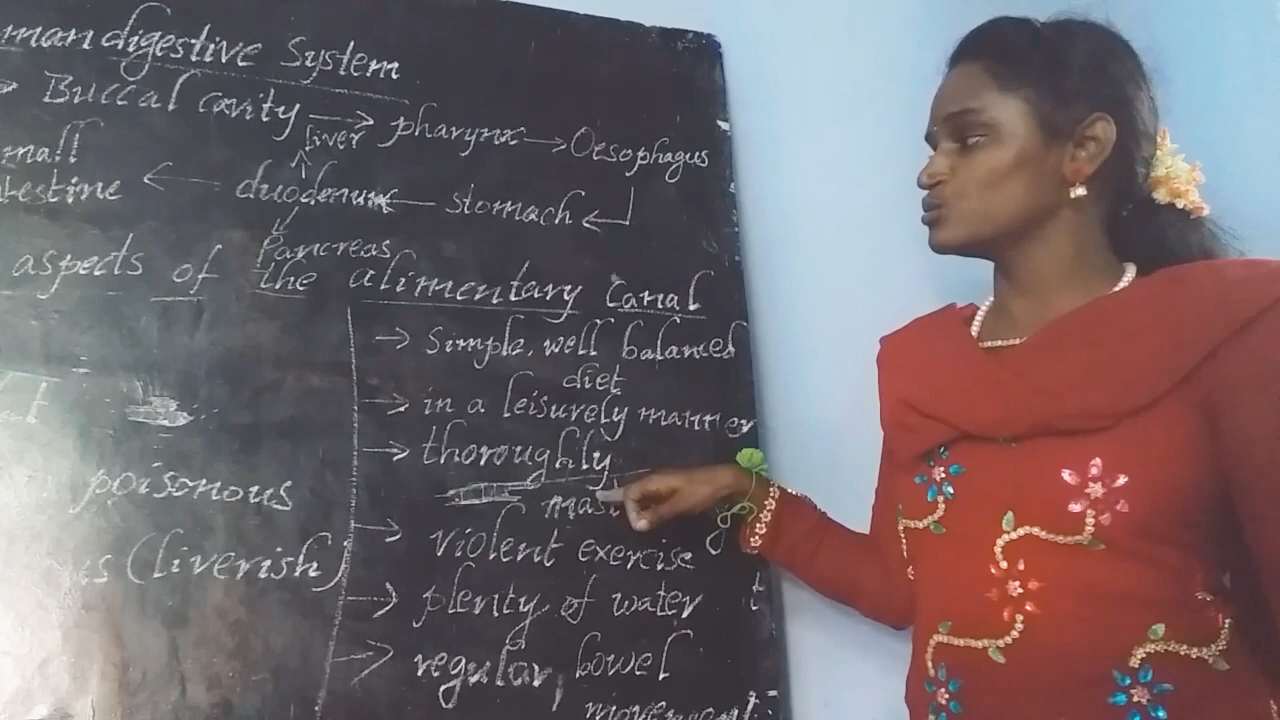 man digestive System
Buccal cavity → pharynx → Oesophagus
liver
mall
testine ← duodenum ← stomach
Pancreas
aspects of the alimentary Canal
→ Simple, well balanced
diet
→ in a leisurely manner
→ thoroughly
poisonous
→ violent exercise
(liverish)
→ plenty of water
→ regular, bowel
movement